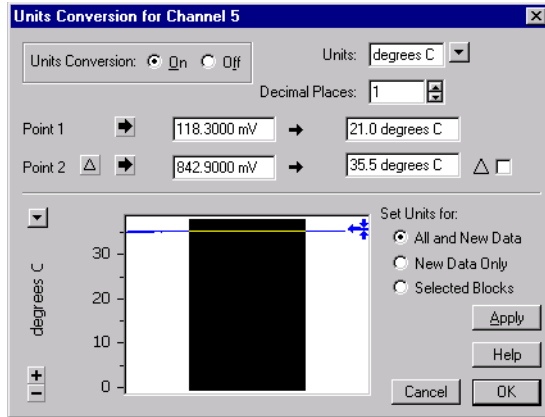 Units Conversion for Channel 5
Units Conversion: On Off
Units: degrees C
Decimal Places: 1
Point 1 118.3000 mV 21.0 degrees C
Point 2 842.9000 mV 35.5 degrees C
Set Units for:
All and New Data
New Data Only
Selected Blocks
degrees C
30
20
10
0
Apply
Help
Cancel OK